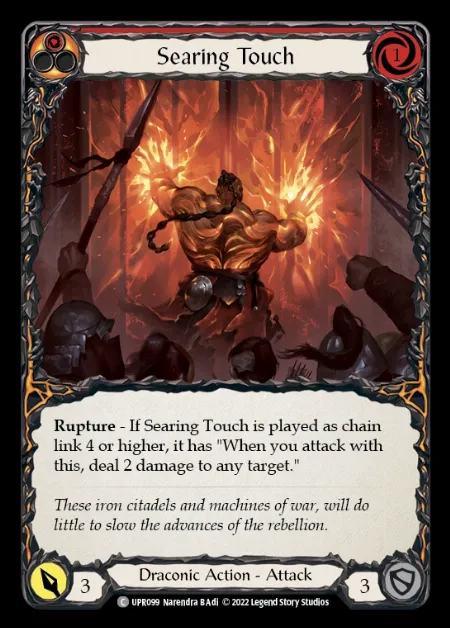 Searing Touch
1
Rupture - If Searing Touch is played as chain
link 4 or higher, it has "When you attack with
this, deal 2 damage to any target."
These iron citadels and machines of war, will do
little to slow the advances of the rebellion.
3
Draconic Action - Attack
3
C UPR099 Narendra B Adi © 2022 Legend Story Studios